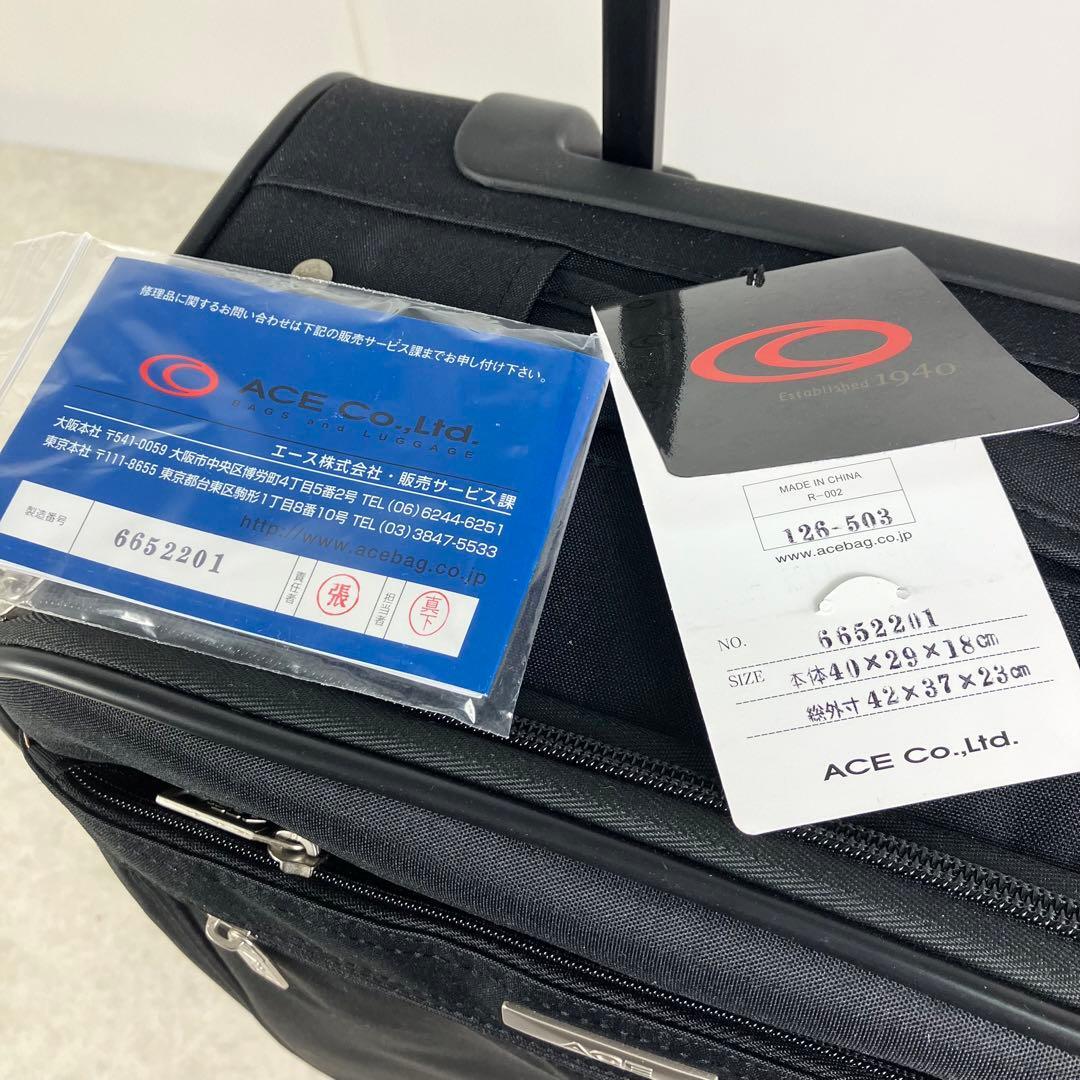 修理品に関するお問い合わせは下記の販売サービス課までお申し付け下さい。
ACE Co.,Ltd.
BAGS and LUGGAGE
エース株式会社・販売サービス課
大阪本社 〒541-0059 大阪市中央区博労町4丁目5番2号 TEL (06) 6244-6251
東京本社 〒111-8655 東京都台東区駒形1丁目8番10号 TEL (03) 3847-5533
http://www.acebag.co.jp
製造番号 6652201 責任者 張 担当者 真下
Established 1940
MADE IN CHINA
R-002
126-503
www.acebag.co.jp
NO. 6652201
SIZE 本体40×29×18cm
総外寸 42×37×23cm
ACE Co.,Ltd.
ACE